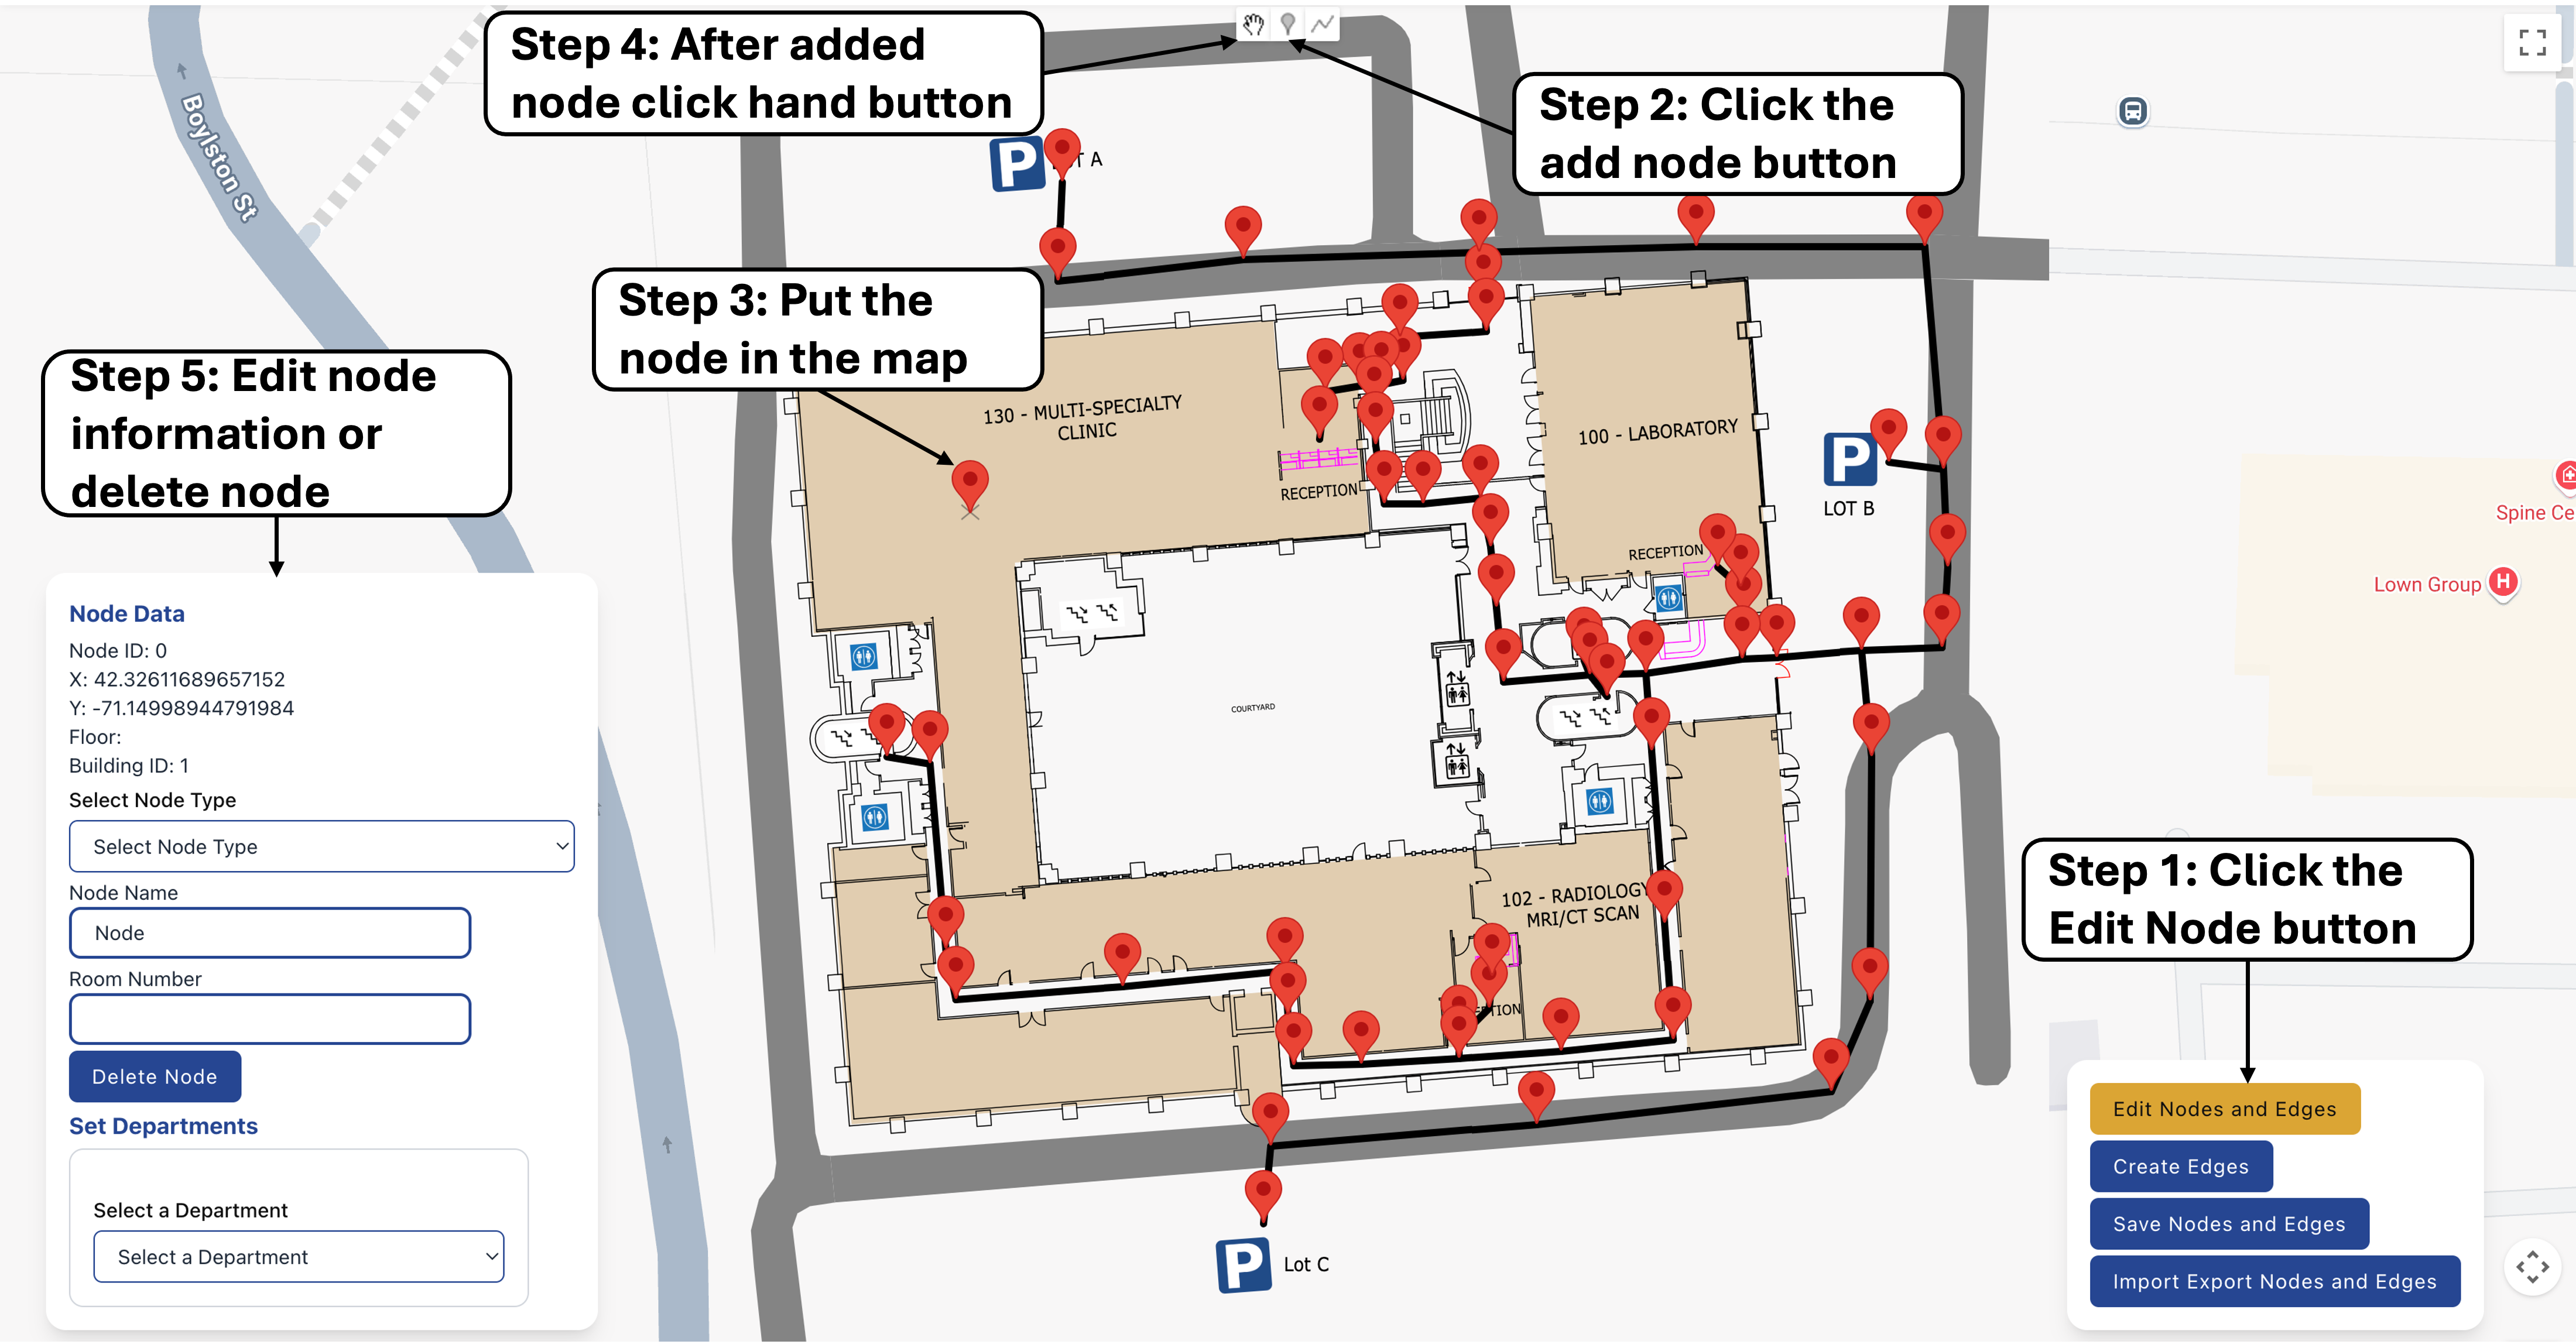 Step 4: After added
node click hand button
Step 2: Click the
add node button
Boylston St
P
T A
Step 3: Put the
node in the map
Step 5: Edit node
information or
delete node
130 - MULTI-SPECIALTY
CLINIC
100 - LABORATORY
P
LOT B
RECEPTION
RECEPTION
Spine Ce
Lown Group
H
COURTYARD
102 - RADIOLOGY
MRI/CT SCAN
PTION
Node Data
Node ID: 0
X: 42.32611689657152
Y: -71.14998944791984
Floor:
Building ID: 1
Select Node Type
Select Node Type
Node Name
Node
Room Number
Delete Node
Set Departments
Select a Department
Select a Department
Step 1: Click the
Edit Node button
Edit Nodes and Edges
Create Edges
Save Nodes and Edges
Import Export Nodes and Edges
P
Lot C